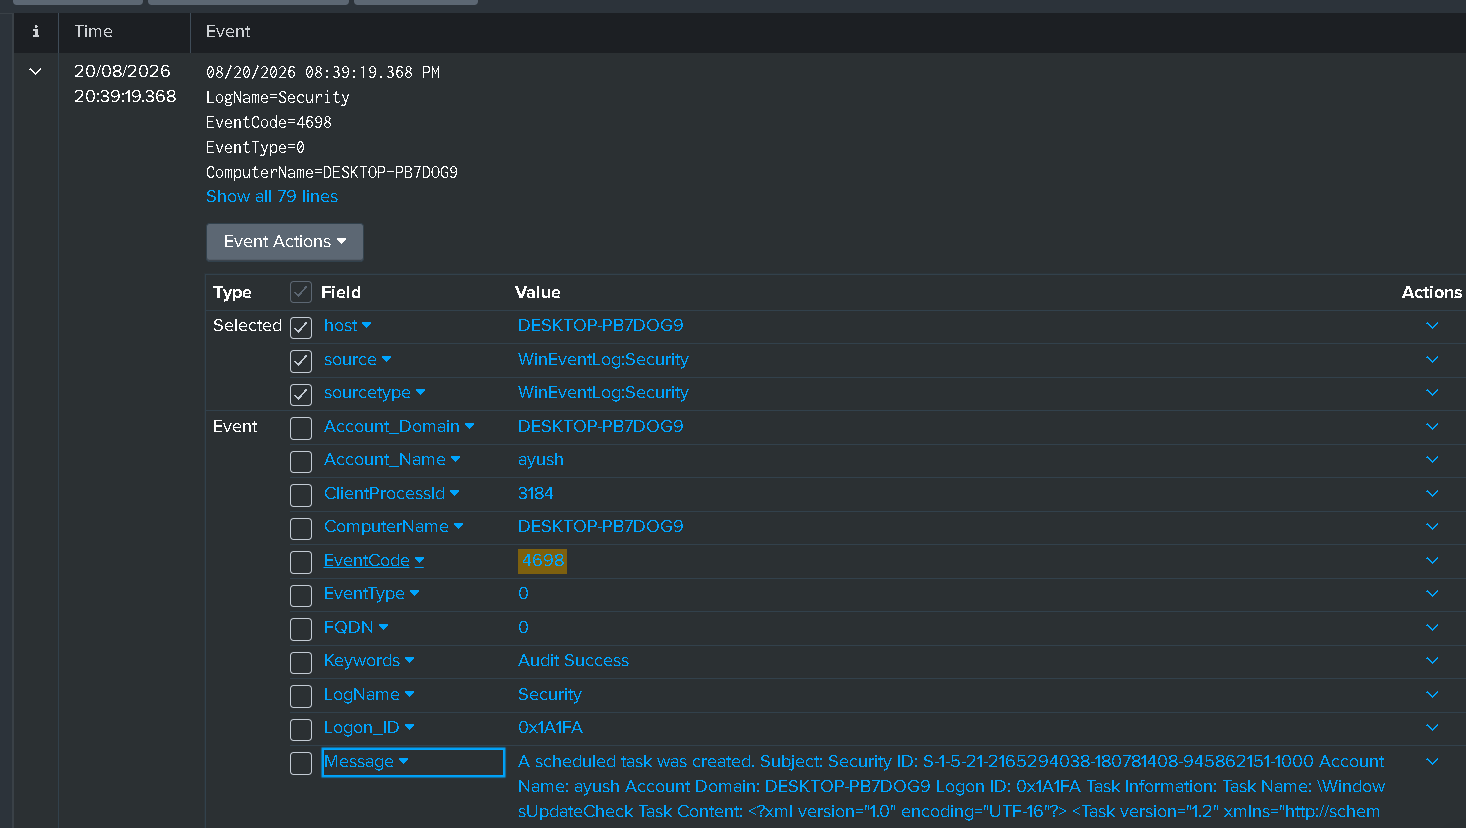 i Time Event
20/08/2026 08/20/2026 08:39:19.368 PM
20:39:19.368 LogName=Security
EventCode=4698
EventType=0
ComputerName=DESKTOP-PB7DOG9
Show all 79 lines
Event Actions
Type Field Value Actions
Selected host DESKTOP-PB7DOG9
source WinEventLog:Security
sourcetype WinEventLog:Security
Event Account_Domain DESKTOP-PB7DOG9
Account_Name ayush
ClientProcessId 3184
ComputerName DESKTOP-PB7DOG9
EventCode 4698
EventType 0
FQDN 0
Keywords Audit Success
LogName Security
Logon_ID 0x1A1FA
Message A scheduled task was created. Subject: Security ID: S-1-5-21-2165294038-180781408-945862151-1000 Account
Name: ayush Account Domain: DESKTOP-PB7DOG9 Logon ID: 0x1A1FA Task Information: Task Name: \Window
sUpdateCheck Task Content: <?xml version="1.0" encoding="UTF-16"?> <Task version="1.2" xmlns="http://schem